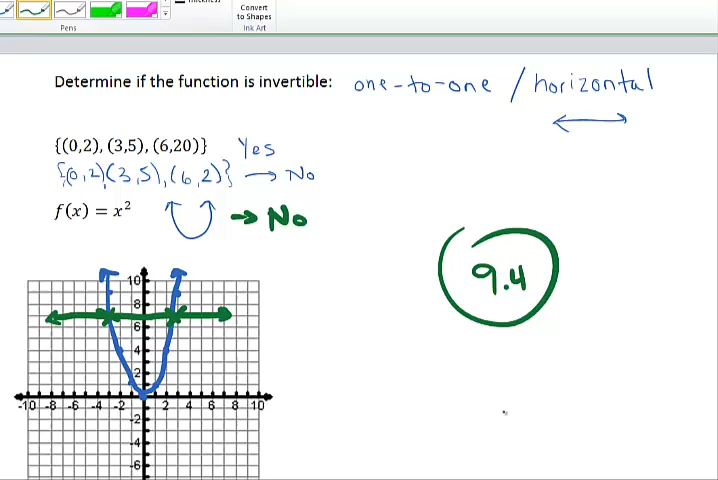 Convert
to Shapes
Pens
Ink Art
Determine if the function is invertible: one-to-one / horizontal
{(0,2), (3,5), (6,20)} Yes
{(0,2)(3,5),(6,2)} → No
f(x) = x² → No
9.4
10
8
6
4
2
-10 -8 -6 -4 -2 2 4 6 8 10
-2
-4
-6